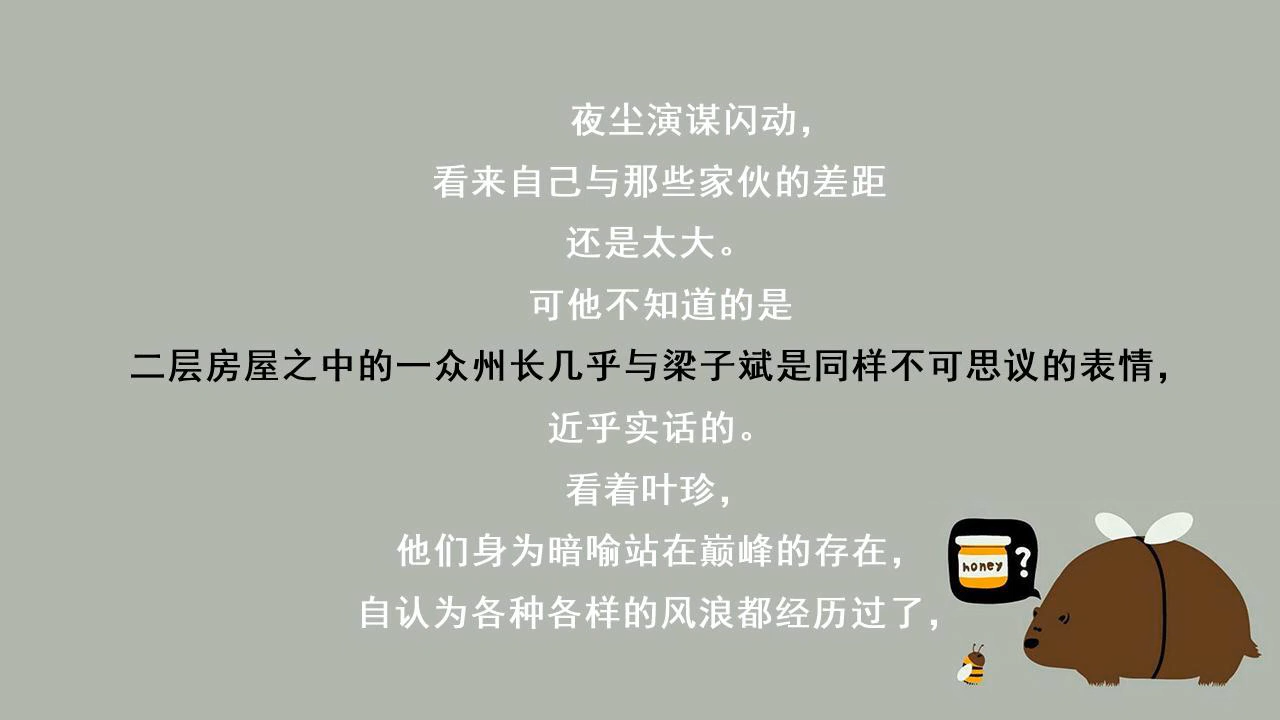 夜尘演谋闪动，
看来自己与那些家伙的差距
还是太大。
可他不知道的是
二层房屋之中的一众州长几乎与梁子斌是同样不可思议的表情，
近乎实话的。
看着叶珍，
他们身为暗喻站在巅峰的存在，
自认为各种各样的风浪都经历过了，
honey ?